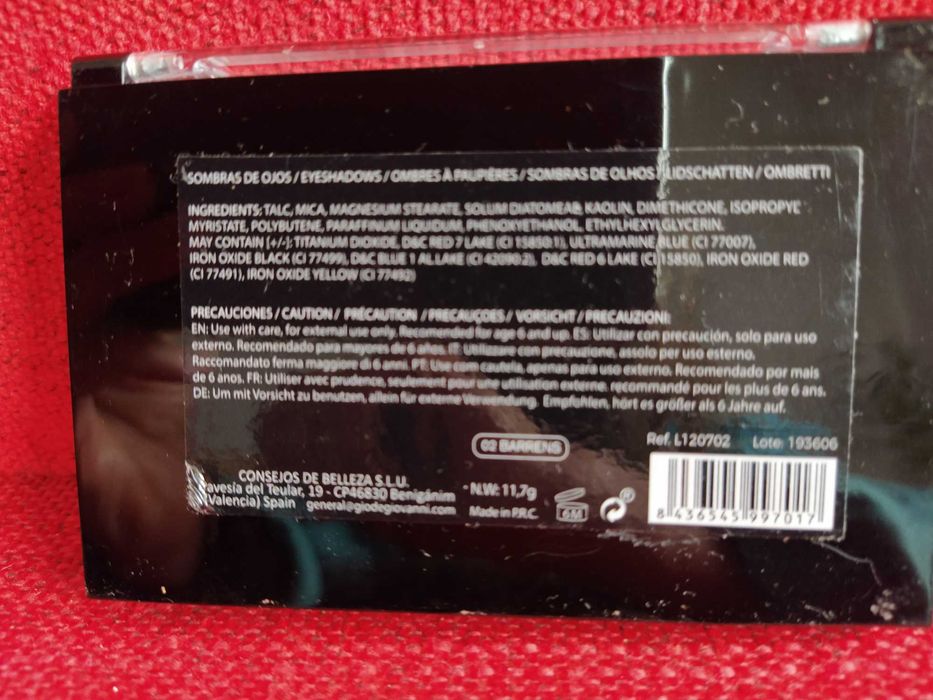 SOMBRAS DE OJOS / EYESHADOWS / OMBRES À PAUPIÈRES / SOMBRAS DE OLHOS / LIDSCHATTEN / OMBRETTI
INGREDIENTS: TALC, MICA, MAGNESIUM STEARATE, SOLUM DIATOMEAE, KAOLIN, DIMETHICONE, ISOPROPYL
MYRISTATE, POLYBUTENE, PARAFFINUM LIQUIDUM, PHENOXYETHANOL, ETHYLHEXYLGLYCERIN.
MAY CONTAIN [+/-]: TITANIUM DIOXIDE, D&C RED 7 LAKE (CI 15850:1), ULTRAMARINE BLUE (CI 77007),
IRON OXIDE BLACK (CI 77499), D&C BLUE 1 AL LAKE (CI 42090:2), D&C RED 6 LAKE (CI 15850), IRON OXIDE RED
(CI 77491), IRON OXIDE YELLOW (CI 77492)
PRECAUCIONES / CAUTION / PRÉCAUTION / PRECAUÇÕES / VORSICHT / PRECAUZIONI:
EN: Use with care, for external use only. Recommended for age 6 and up. ES: Utilizar con precaución, solo para uso
externo. Recomendado para mayores de 6 años. Utilizzare con precauzione, assolo per uso esterno.
Raccomandato ferma maggiore di 6 anni. PT: Use com cautela, apenas para uso externo. Recomendado por mais
de 6 anos. FR: Utiliser avec prudence, seulement pour une utilisation externe, recommandé pour les plus de 6 ans.
DE: Um mit Vorsicht zu benutzen, allein für externe Verwendung. Empfohlen, hört es größer als 6 Jahre auf.
02 BARRENS
Ref. L120702 Lote: 193606
CONSEJOS DE BELLEZA S.L.U.
avesía del Teular, 19 - CP46830 Benigánim
(Valencia) Spain general@giodegiovanni.com
N.W: 11,7g
Made in P.R.C.
6M
8 436545 997017